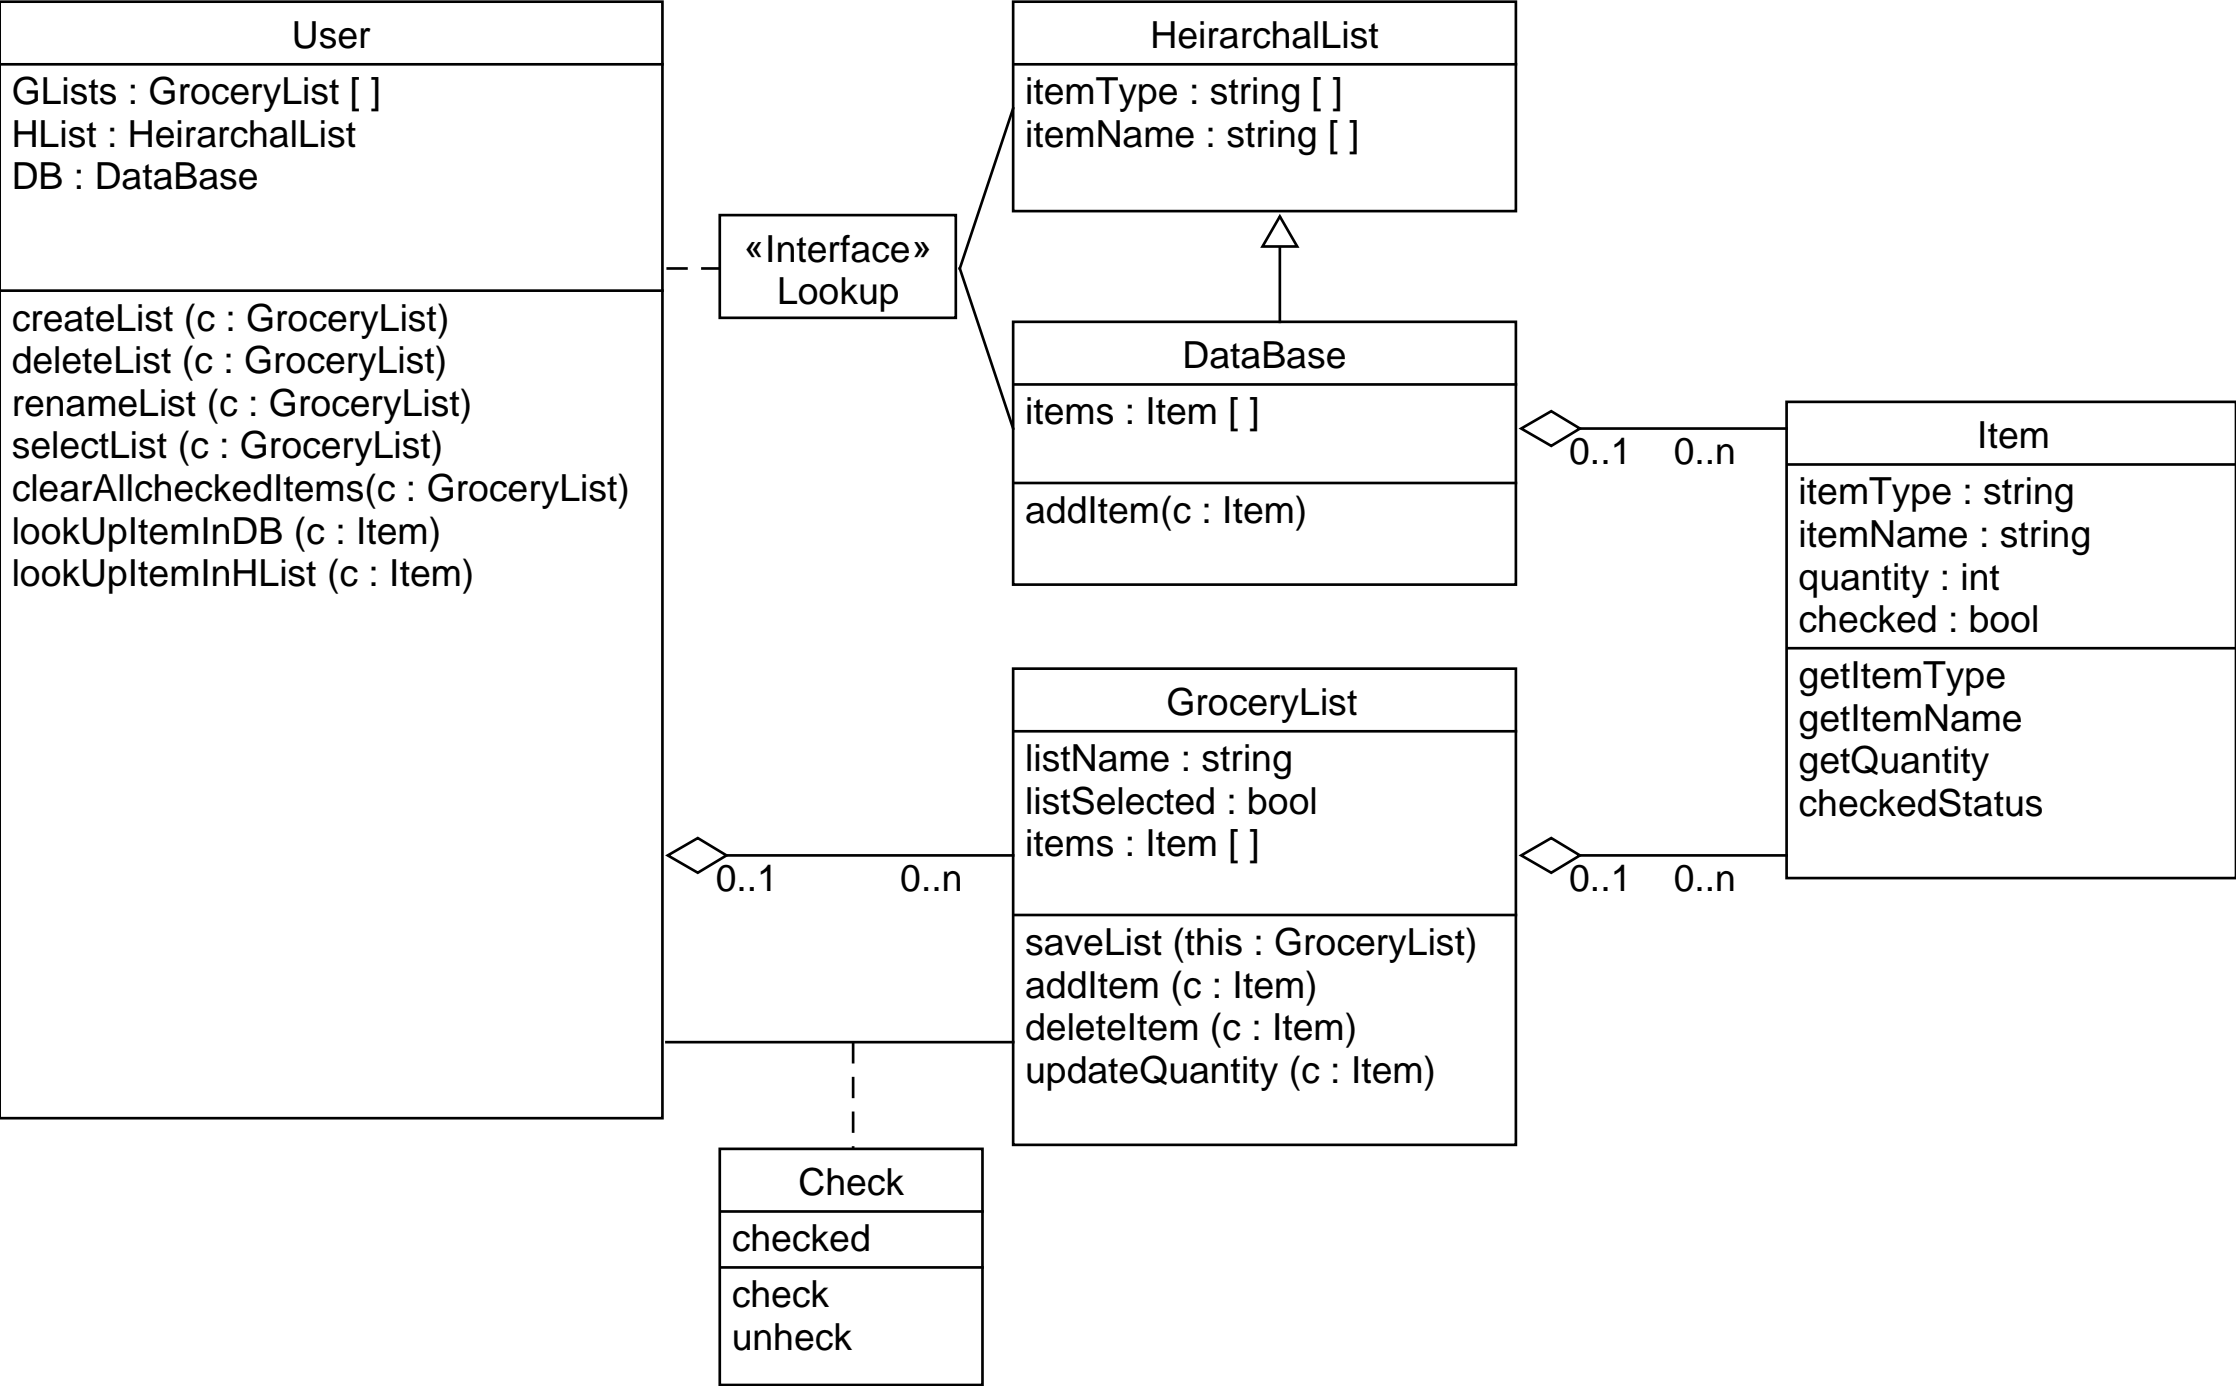 User
GLists : GroceryList [ ]
HList : HeirarchalList
DB : DataBase
createList (c : GroceryList)
deleteList (c : GroceryList)
renameList (c : GroceryList)
selectList (c : GroceryList)
clearAllcheckedItems(c : GroceryList)
lookUpItemInDB (c : Item)
lookUpItemInHList (c : Item)
«Interface»
Lookup
HeirarchalList
itemType : string [ ]
itemName : string [ ]
DataBase
items : Item [ ]
addItem(c : Item)
0..1
0..n
Item
itemType : string
itemName : string
quantity : int
checked : bool
getItemType
getItemName
getQuantity
checkedStatus
GroceryList
listName : string
listSelected : bool
items : Item [ ]
saveList (this : GroceryList)
addItem (c : Item)
deleteItem (c : Item)
updateQuantity (c : Item)
0..1
0..n
0..1
0..n
Check
checked
check
unheck